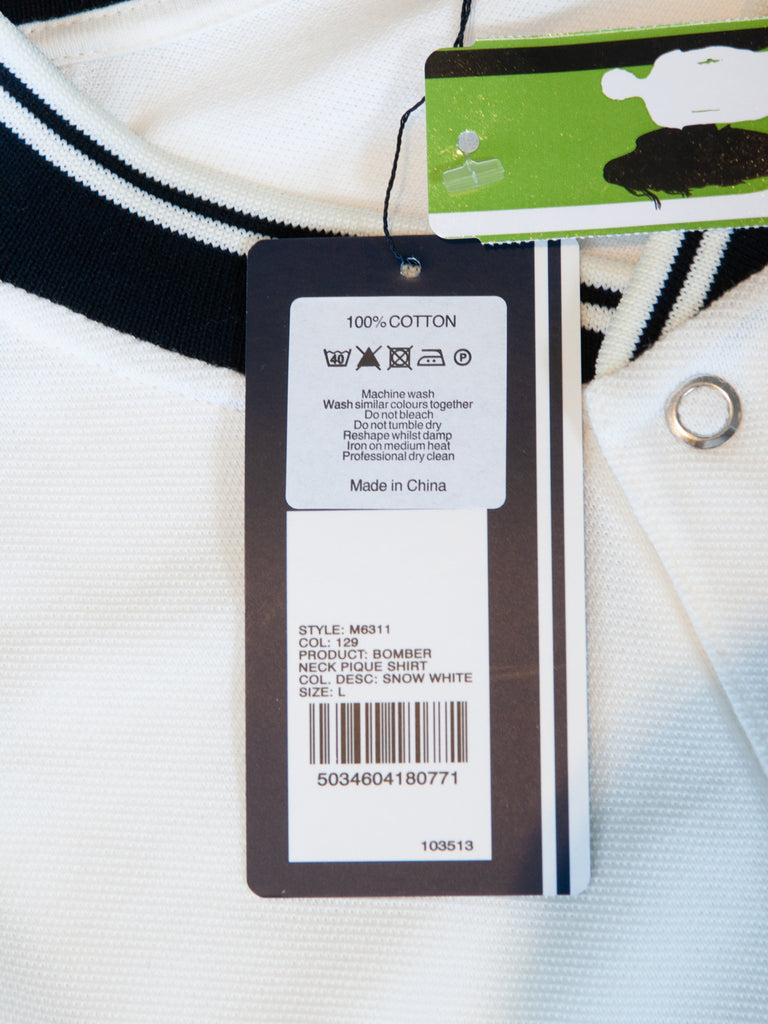 100% COTTON
40 P
Machine wash
Wash similar colours together
Do not bleach
Do not tumble dry
Reshape whilst damp
Iron on medium heat
Professional dry clean
Made in China
STYLE: M6311
COL: 129
PRODUCT: BOMBER
NECK PIQUE SHIRT
COL. DESC: SNOW WHITE
SIZE: L
5034604180771
103513